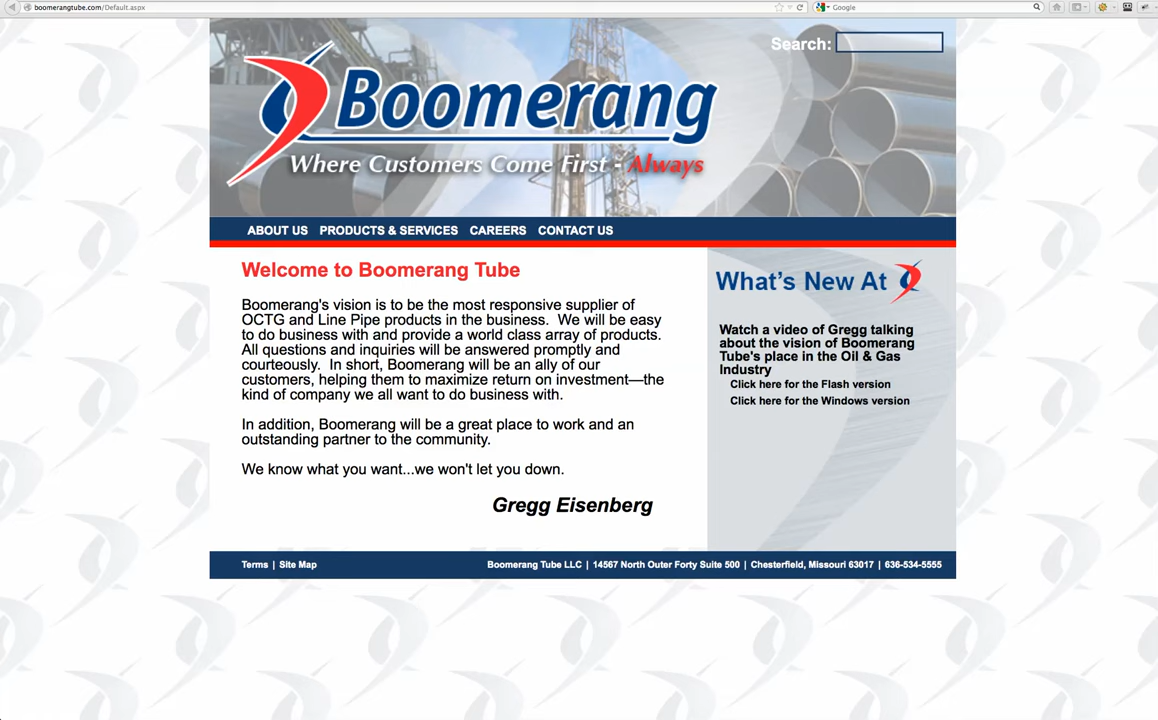 boomerangtube.com/Default.aspx
Google
Search:
Boomerang
Where Customers Come First - Always
ABOUT US PRODUCTS & SERVICES CAREERS CONTACT US
Welcome to Boomerang Tube
Boomerang's vision is to be the most responsive supplier of
OCTG and Line Pipe products in the business. We will be easy
to do business with and provide a world class array of products.
All questions and inquiries will be answered promptly and
courteously. In short, Boomerang will be an ally of our
customers, helping them to maximize return on investment—the
kind of company we all want to do business with.
In addition, Boomerang will be a great place to work and an
outstanding partner to the community.
We know what you want...we won't let you down.
Gregg Eisenberg
What's New At
Watch a video of Gregg talking
about the vision of Boomerang
Tube's place in the Oil & Gas
Industry
Click here for the Flash version
Click here for the Windows version
Terms | Site Map
Boomerang Tube LLC | 14567 North Outer Forty Suite 500 | Chesterfield, Missouri 63017 | 636-534-5555